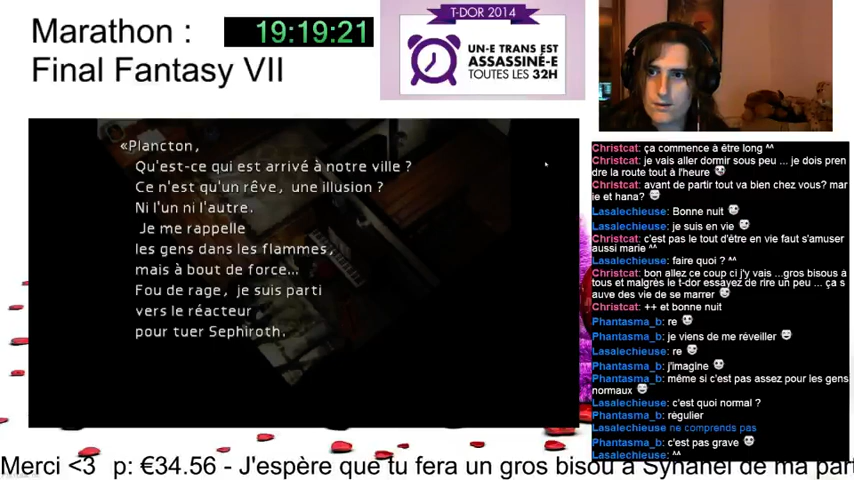 Marathon :
Final Fantasy VII
19:19:21
T-DOR 2014
UN·E TRANS EST
ASSASSINÉ·E
TOUTES LES 32H
«Plancton,
Qu'est-ce qui est arrivé à notre ville ?
Ce n'est qu'un rêve, une illusion ?
Ni l'un ni l'autre.
Je me rappelle
les gens dans les flammes,
mais à bout de force...
Fou de rage, je suis parti
vers le réacteur
pour tuer Sephiroth.
Christcat: ça commence à être long ^^
Christcat: je vais aller dormir sous peu ... je dois pren
dre la route tout à l'heure
Christcat: avant de partir tout va bien chez vous? mar
ie et hana?
Lasalechieuse: Bonne nuit
Lasalechieuse: je suis en vie
Christcat: c'est pas le tout d'être en vie faut s'amuser
aussi marie ^^
Lasalechieuse: faire quoi ? ^^
Christcat: bon allez ce coup ci j'y vais ...gros bisous à
tous et malgrès le t-dor essayez de rire un peu ... ça s
auve des vie de se marrer
Christcat: ++ et bonne nuit
Phantasma_b: re
Phantasma_b: je viens de me réveiller
Lasalechieuse: re
Phantasma_b: j'imagine
Phantasma_b: même si c'est pas assez pour les gens
normaux
Lasalechieuse: c'est quoi normal ?
Phantasma_b: régulier
Lasalechieuse ne comprends pas
Phantasma_b: c'est pas grave
Lasalechieuse: ^^
Merci <3 p: €34.56 - J'espère que tu fera un gros bisou a Synanel de ma part